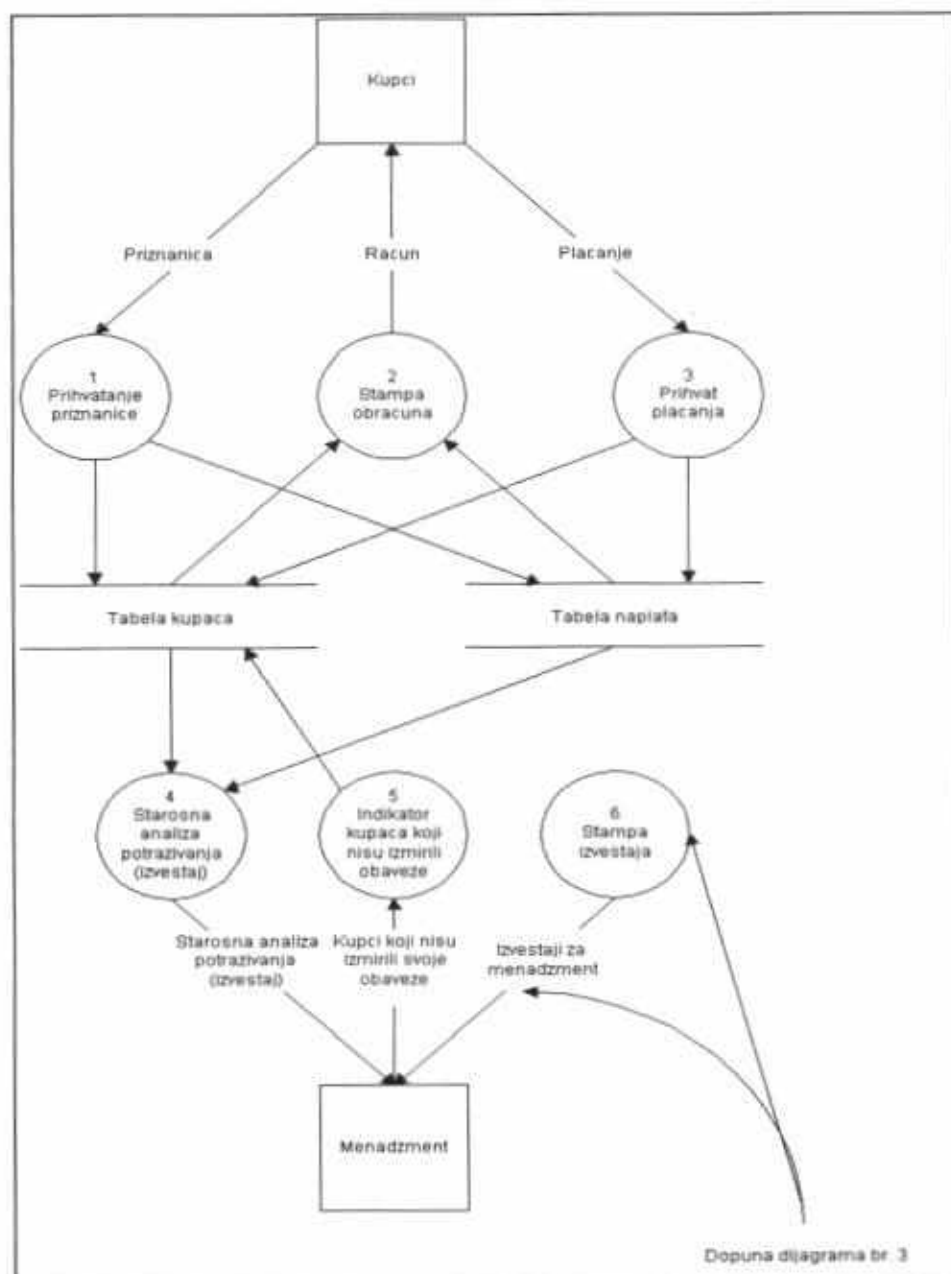 Kupci
Priznanica
Racun
Placanje
1
Prihvatanje
priznanice
2
Stampa
obracuna
3
Prihvat
placanja
Tabela kupaca
Tabela naplata
4
Starosna
analiza
potrazivanja
(izvestaj)
5
Indikator
kupaca koji
nisu izmirili
obaveze
6
Stampa
izvestaja
Starosna analiza
potrazivanja
(izvestaj)
Kupci koji nisu
izmirili svoje
obaveze
Izvestaji za
menadzment
Menadzment
Dopuna dijagrama br. 3